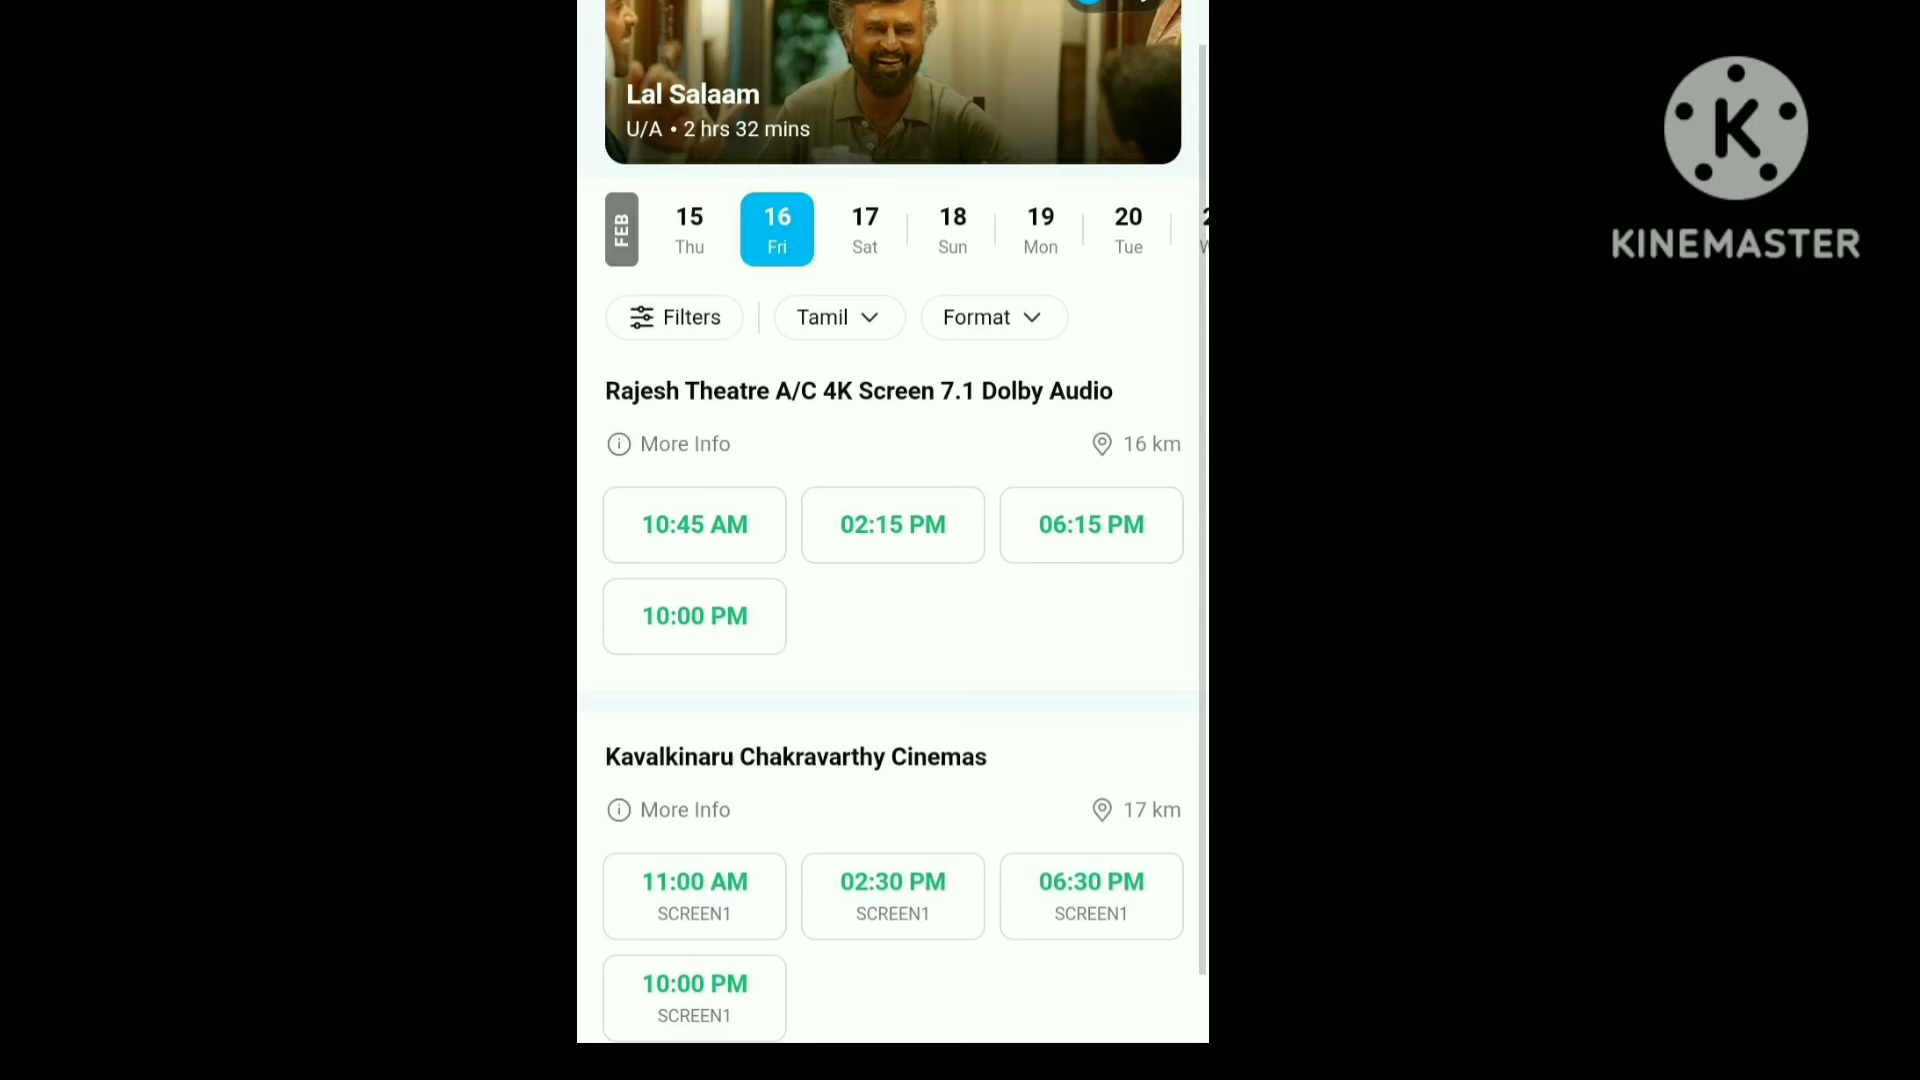 Lal Salaam
U/A • 2 hrs 32 mins
FEB
15 16 17 18 19 20
Thu Fri Sat Sun Mon Tue
Filters Tamil Format
Rajesh Theatre A/C 4K Screen 7.1 Dolby Audio
More Info 16 km
10:45 AM 02:15 PM 06:15 PM
10:00 PM
Kavalkinaru Chakravarthy Cinemas
More Info 17 km
11:00 AM 02:30 PM 06:30 PM
SCREEN1 SCREEN1 SCREEN1
10:00 PM
SCREEN1
K
KINEMASTER